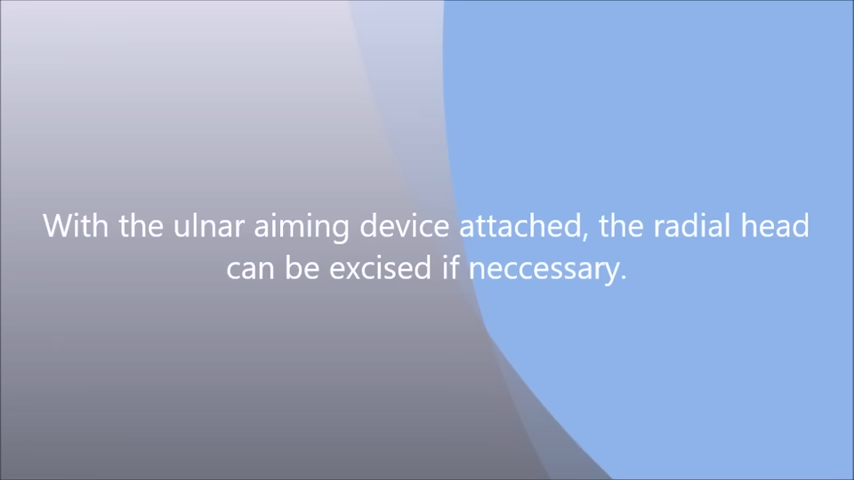 With the ulnar aiming device attached, the radial head
can be excised if neccessary.